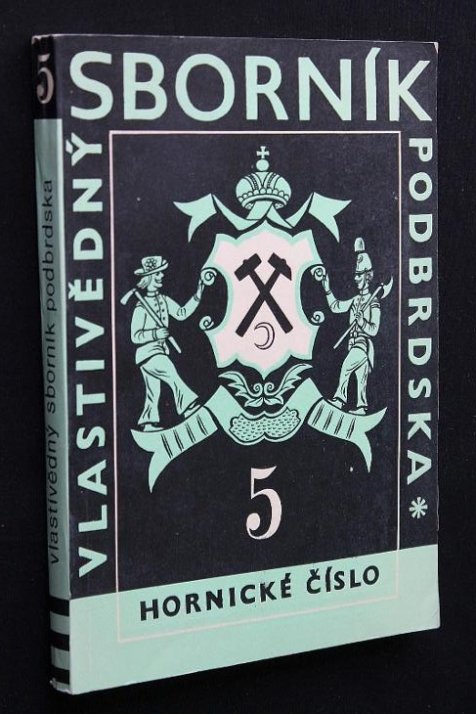 5
vlastivědný sborník podbrdska
VLASTIVĚDNÝ
SBORNÍK
PODBRDSKA *
5
HORNICKÉ ČÍSLO